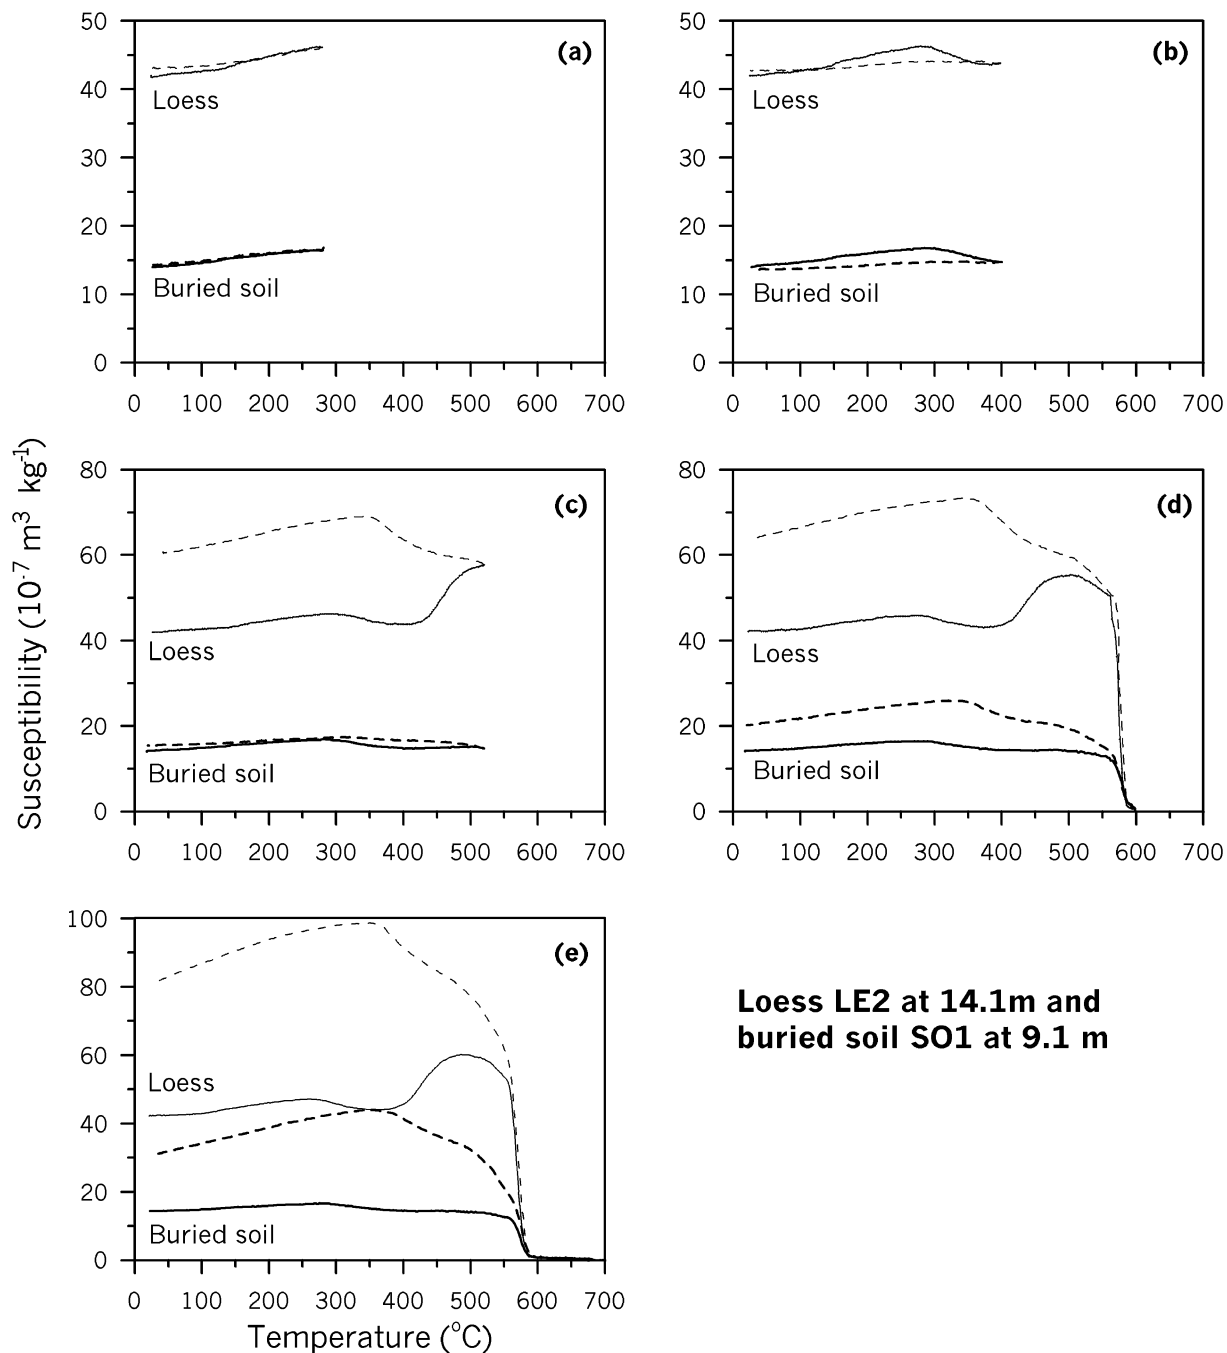 50
40
30
20
10
0
(a)
Loess
Buried soil
0 100 200 300 400 500 600 700
50
40
30
20
10
0
(b)
Loess
Buried soil
0 100 200 300 400 500 600 700
Susceptibility (10⁻⁷ m³ kg⁻¹)
80
60
40
20
0
(c)
Loess
Buried soil
0 100 200 300 400 500 600 700
80
60
40
20
0
(d)
Loess
Buried soil
0 100 200 300 400 500 600 700
100
80
60
40
20
0
(e)
Loess
Buried soil
0 100 200 300 400 500 600 700
Temperature (°C)
Loess LE2 at 14.1m and
buried soil SO1 at 9.1 m